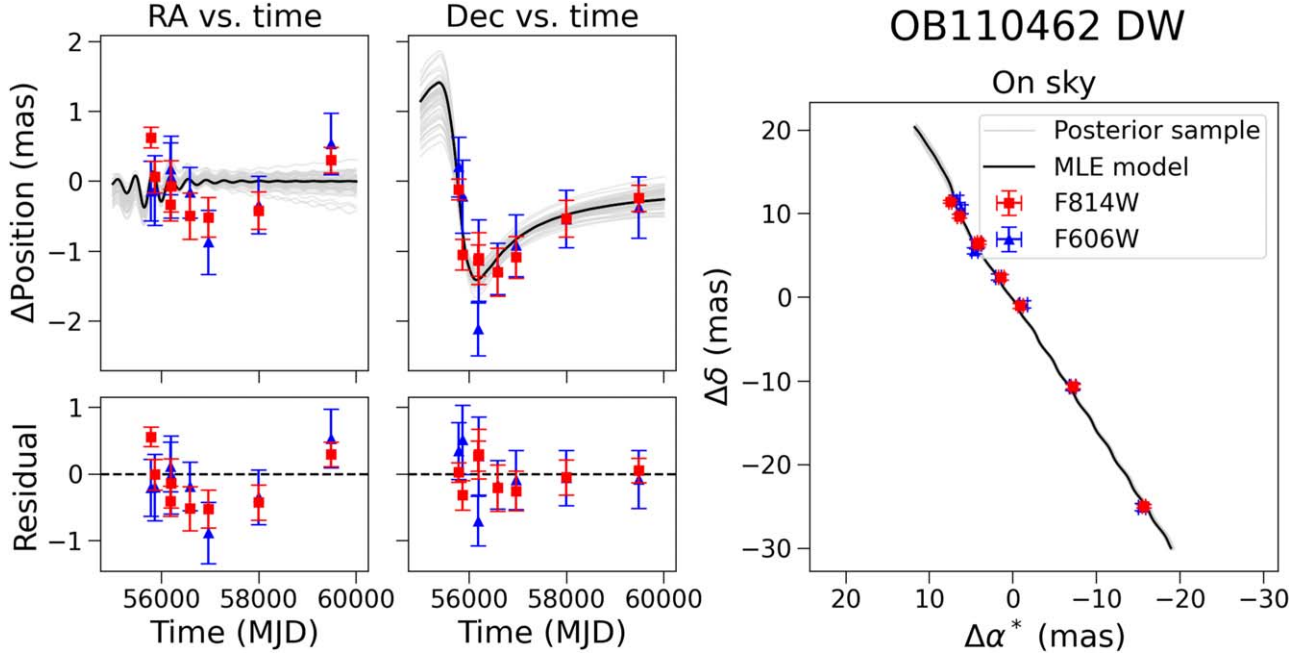 RA vs. time
Dec vs. time
OB110462 DW
On sky
ΔPosition (mas)
2
1
0
−1
−2
Residual
1
0
−1
56000
58000
60000
Time (MJD)
56000
58000
60000
Time (MJD)
Δδ (mas)
20
10
0
−10
−20
−30
20
10
0
−10
−20
−30
Δα* (mas)
Posterior sample
MLE model
F814W
F606W